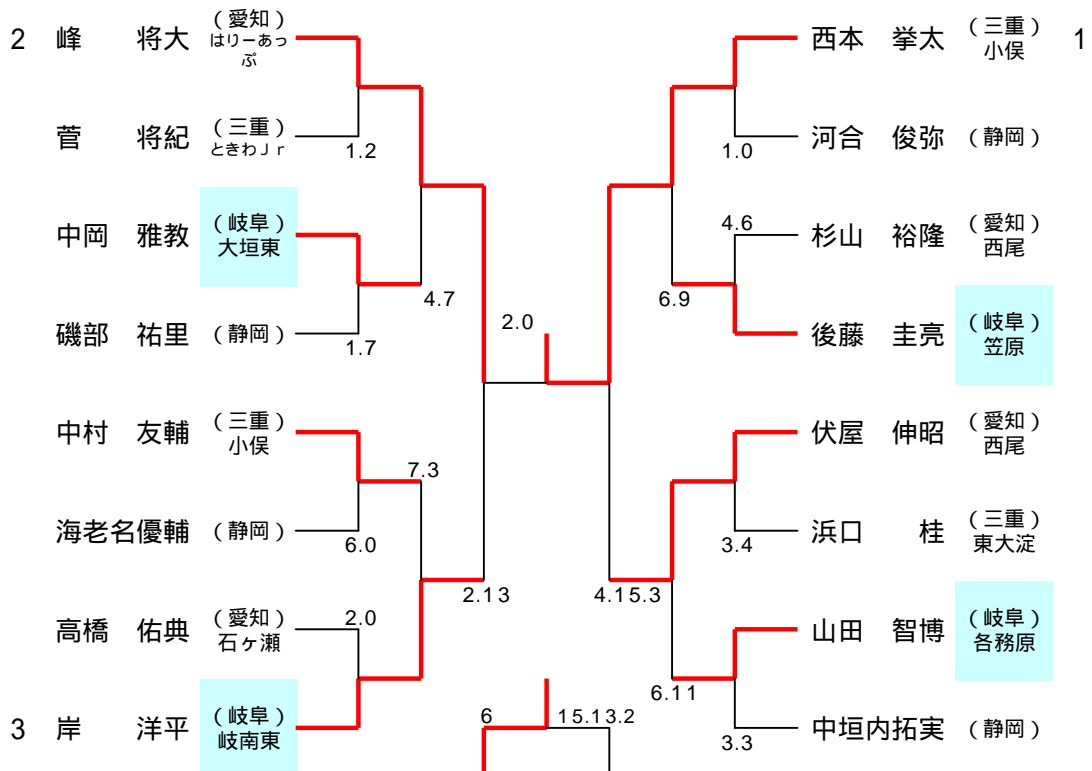 2 峰 将大 (愛知)
はりーあっ
ぷ
菅 将紀 (三重)
ときわJr
1.2
中岡 雅教 (岐阜)
大垣東
4.7
磯部 祐里 (静岡)
1.7
中村 友輔 (三重)
小俣
7.3
海老名優輔 (静岡)
6.0
2.13
高橋 佑典 (愛知)
石ヶ瀬
2.0
3 岸 洋平 (岐阜)
岐南東
2.0
6
15.13.2
西本 挙太 (三重)
小俣
1
河合 俊弥 (静岡)
1.0
4.6
杉山 裕隆 (愛知)
西尾
6.9
後藤 圭亮 (岐阜)
笠原
伏屋 伸昭 (愛知)
西尾
浜口 桂 (三重)
東大淀
3.4
4.15.3
山田 智博 (岐阜)
各務原
6.11
中垣内拓実 (静岡)
3.3